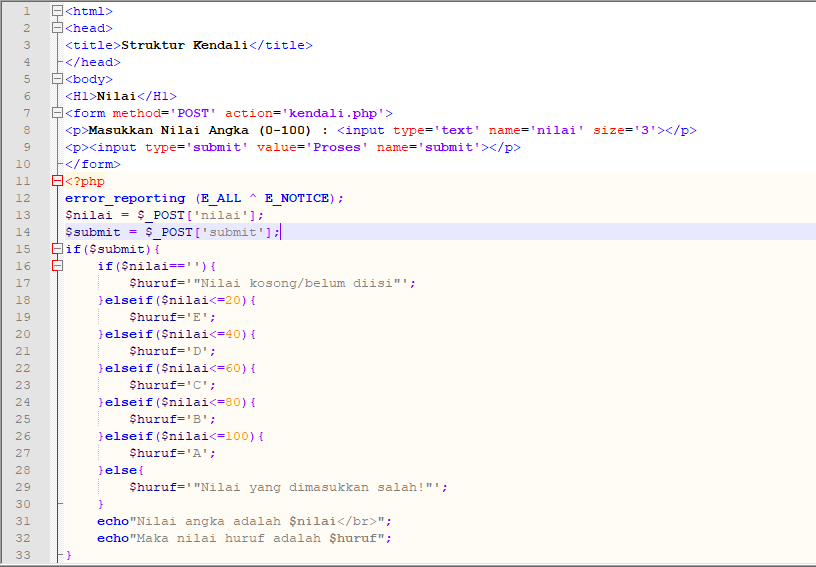 1 <html>
2 <head>
3 <title>Struktur Kendali</title>
4 </head>
5 <body>
6 <H1>Nilai</H1>
7 <form method='POST' action='kendali.php'>
8 <p>Masukkan Nilai Angka (0-100) : <input type='text' name='nilai' size='3'></p>
9 <p><input type='submit' value='Proses' name='submit'></p>
10 </form>
11 <?php
12 error_reporting (E_ALL ^ E_NOTICE);
13 $nilai = $_POST['nilai'];
14 $submit = $_POST['submit'];
15 if($submit){
16     if($nilai==''){
17         $huruf='"Nilai kosong/belum diisi"';
18     }elseif($nilai<=20){
19         $huruf='E';
20     }elseif($nilai<=40){
21         $huruf='D';
22     }elseif($nilai<=60){
23         $huruf='C';
24     }elseif($nilai<=80){
25         $huruf='B';
26     }elseif($nilai<=100){
27         $huruf='A';
28     }else{
29         $huruf='"Nilai yang dimasukkan salah!"';
30     }
31     echo"Nilai angka adalah $nilai</br>";
32     echo"Maka nilai huruf adalah $huruf";
33 }